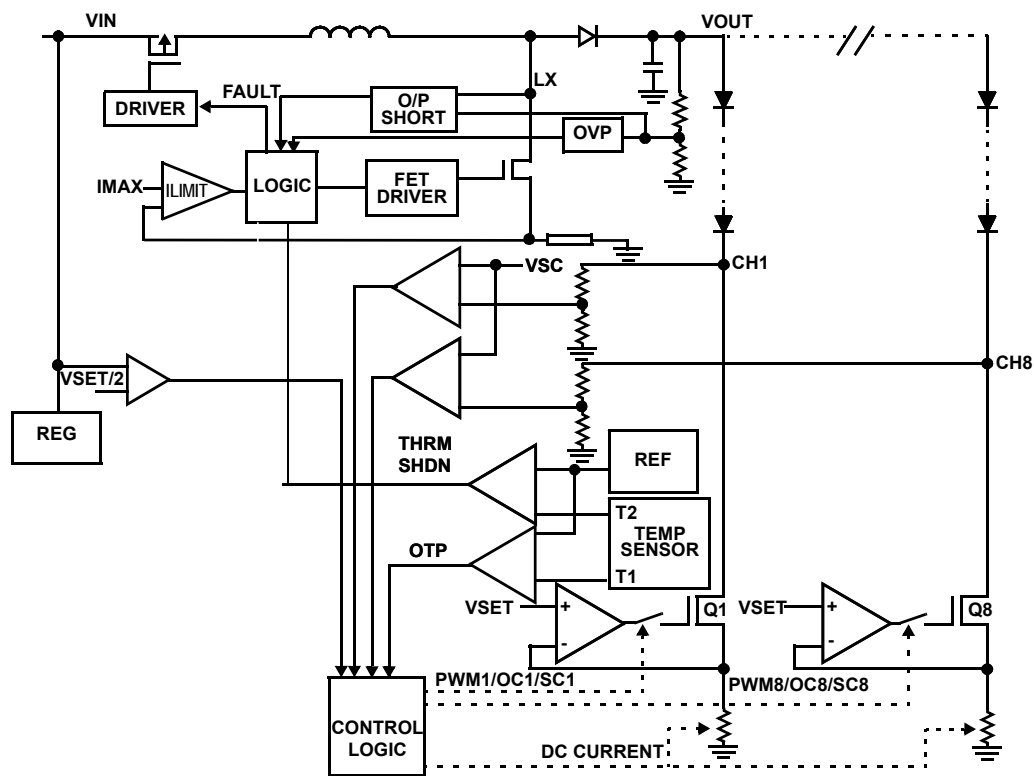 VIN
VOUT
LX
FAULT
DRIVER
O/P
SHORT
OVP
IMAX
ILIMIT
LOGIC
FET
DRIVER
VSC
CH1
VSET/2
CH8
REG
THRM
SHDN
REF
T2
TEMP
SENSOR
OTP
T1
VSET
+
-
Q1
VSET
+
-
Q8
PWM1/OC1/SC1
PWM8/OC8/SC8
CONTROL
LOGIC
DC CURRENT